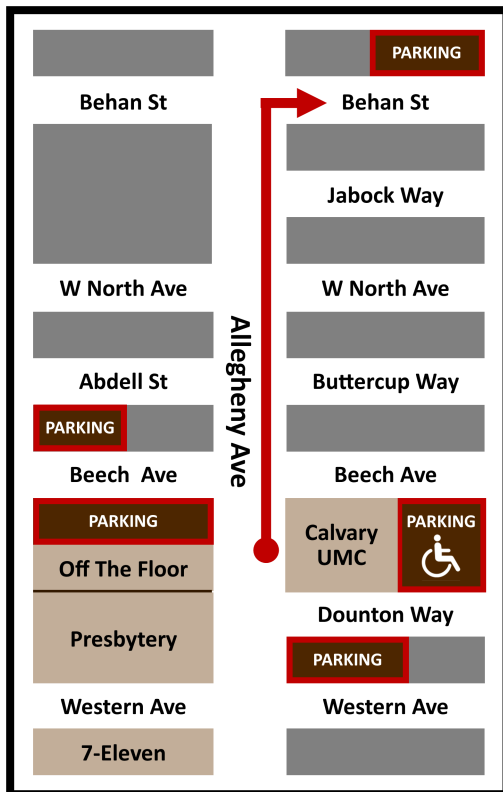 PARKING
Behan St
Behan St
Jabock Way
W North Ave
W North Ave
Allegheny Ave
Abdell St
Buttercup Way
PARKING
Beech Ave
Beech Ave
PARKING
PARKING
Calvary
UMC
Off The Floor
Dounton Way
Presbytery
PARKING
Western Ave
Western Ave
7-Eleven